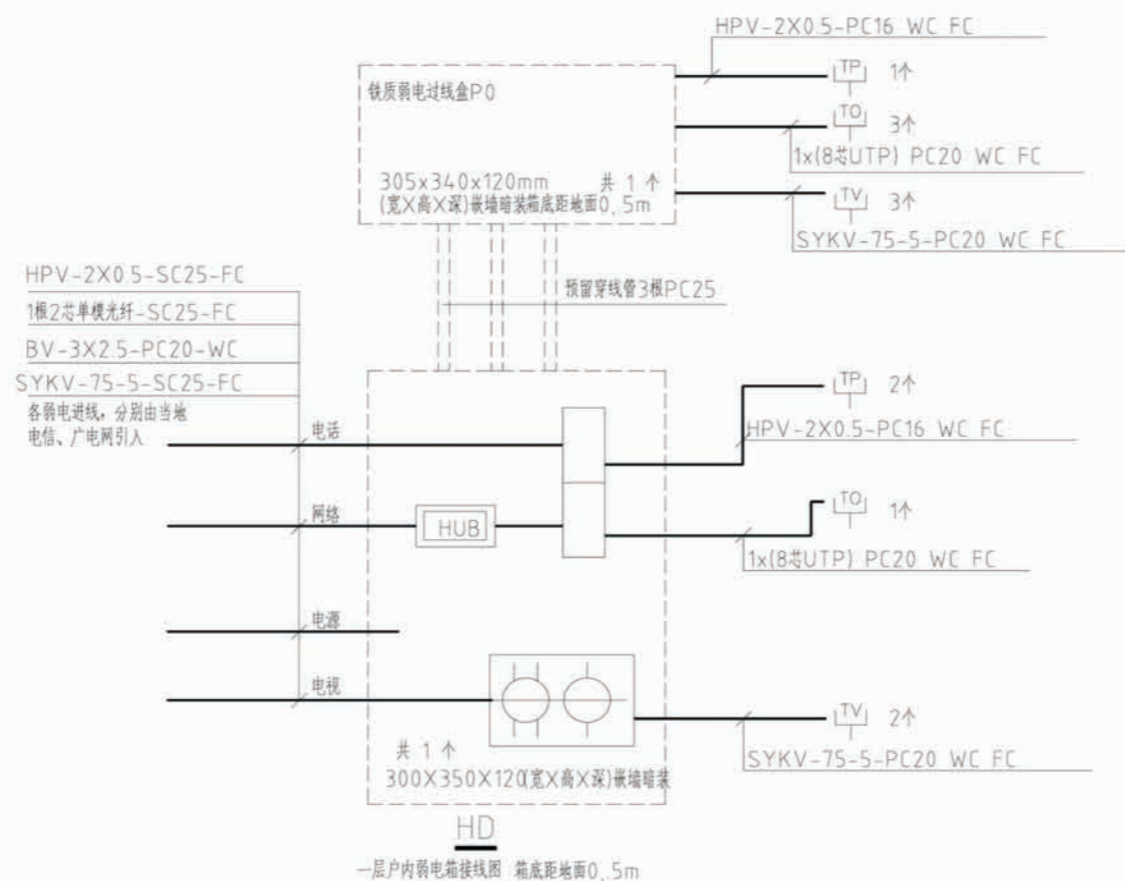 HPV-2X0.5-PC16 WC FC
铁质弱电过线盒P0
TP 1个
TO 3个
1x(8芯UTP) PC20 WC FC
305x340x120mm 共 1 个
(宽X高X深)嵌墙暗装箱底距地面0.5m
TV 3个
SYKV-75-5-PC20 WC FC
HPV-2X0.5-SC25-FC
预留穿线管3根PC25
1根2芯单模光纤-SC25-FC
BV-3X2.5-PC20-WC
SYKV-75-5-SC25-FC
各弱电进线，分别由当地
电信、广电网引入
TP 2个
电话
HPV-2X0.5-PC16 WC FC
网络
HUB
TO 1个
1x(8芯UTP) PC20 WC FC
电源
电视
TV 2个
共 1 个
SYKV-75-5-PC20 WC FC
300X350X120(宽X高X深)嵌墙暗装
HD
一层户内弱电箱接线图 箱底距地面0.5m